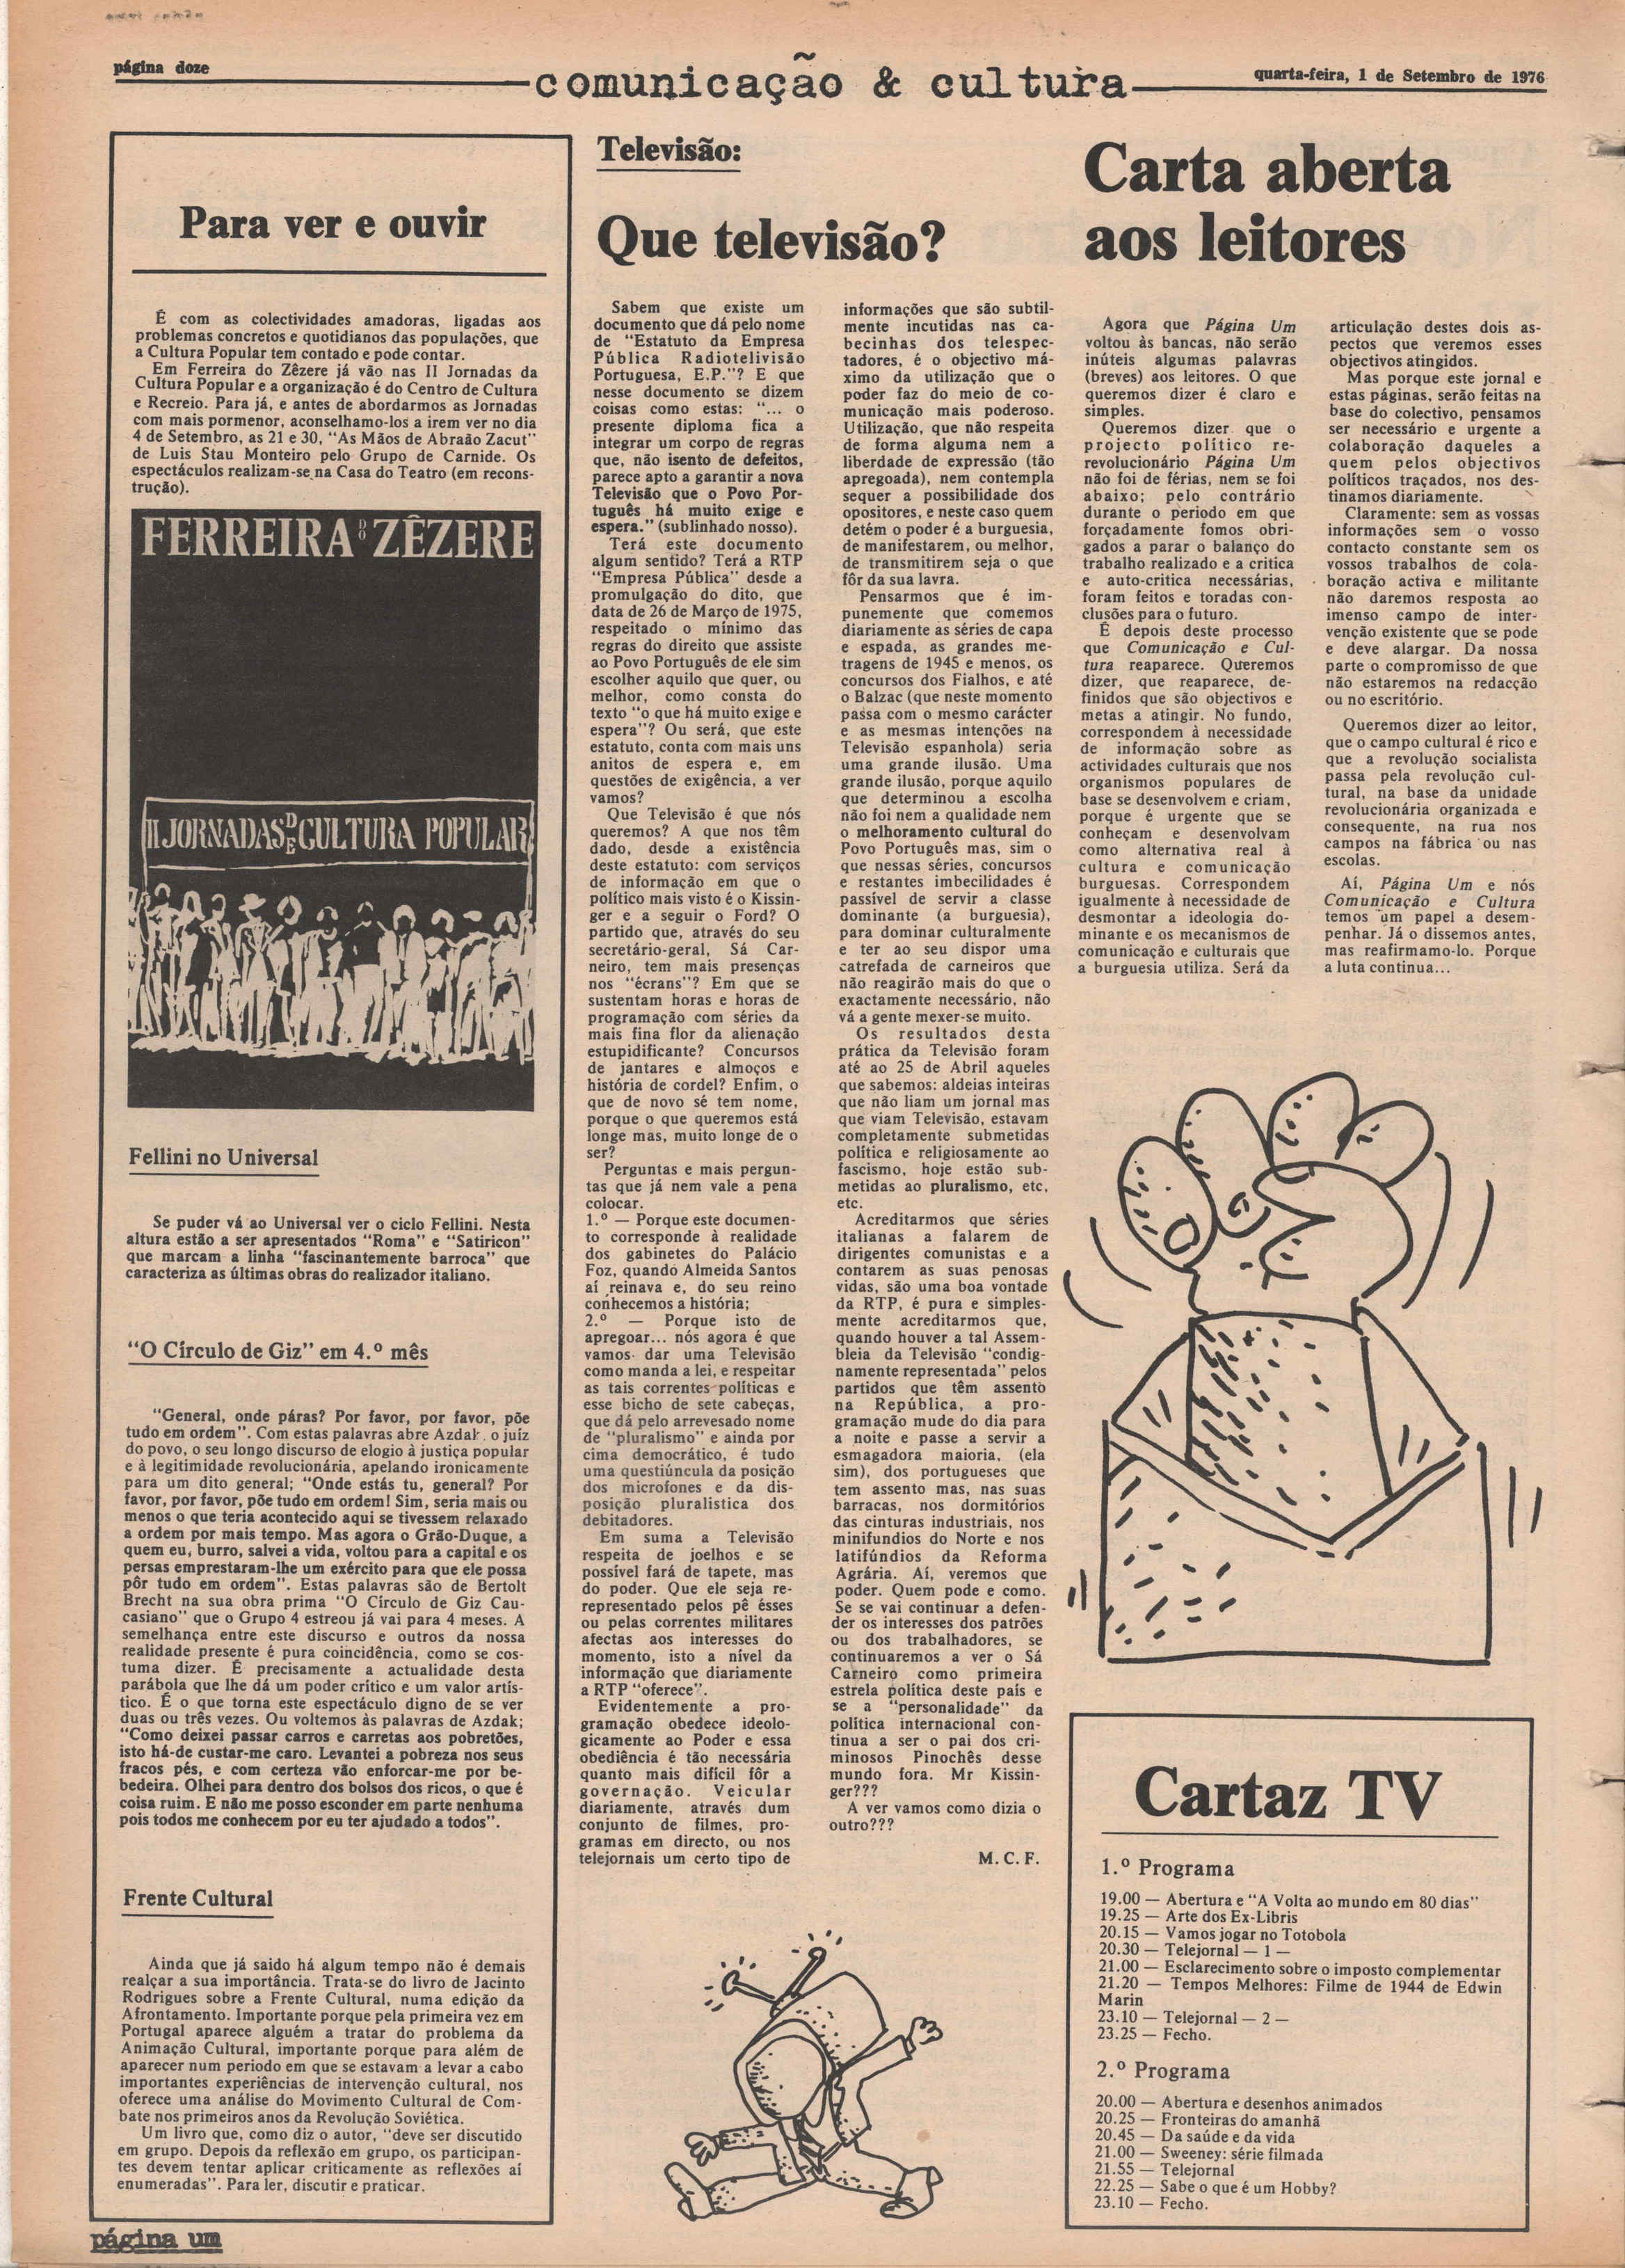 página doze
comunicação & cultura
quarta-feira, 1 de Setembro de 1976
Para ver e ouvir
É com as colectividades amadoras, ligadas aos
problemas concretos e quotidianos das populações, que
a Cultura Popular tem contado e pode contar.
Em Ferreira do Zêzere já vão nas II Jornadas da
Cultura Popular e a organização é do Centro de Cultura
e Recreio. Para já, e antes de abordarmos as Jornadas
com mais pormenor, aconselhamo-los a irem ver no dia
4 de Setembro, as 21 e 30, "As Mãos de Abraão Zacut"
de Luis Stau Monteiro pelo Grupo de Carnide. Os
espectáculos realizam-se na Casa do Teatro (em recons-
trução).
FERREIRA DO ZÊZERE
II JORNADAS DE CULTURA POPULAR
Fellini no Universal
Se puder vá ao Universal ver o ciclo Fellini. Nesta
altura estão a ser apresentados "Roma" e "Satiricon"
que marcam a linha "fascinantemente barroca" que
caracteriza as últimas obras do realizador italiano.
"O Círculo de Giz" em 4.º mês
"General, onde páras? Por favor, por favor, põe
tudo em ordem". Com estas palavras abre Azdak, o juíz
do povo, o seu longo discurso de elogio à justiça popular
e à legitimidade revolucionária, apelando ironicamente
para um dito general; "Onde estás tu, general? Por
favor, por favor, põe tudo em ordem! Sim, seria mais ou
menos o que teria acontecido aqui se tivessem relaxado
a ordem por mais tempo. Mas agora o Grão-Duque, a
quem eu, burro, salvei a vida, voltou para a capital e os
persas emprestaram-lhe um exército para que ele possa
pôr tudo em ordem". Estas palavras são de Bertolt
Brecht na sua obra prima "O Círculo de Giz Cau-
casiano" que o Grupo 4 estreou já vai para 4 meses. A
semelhança entre este discurso e outros da nossa
realidade presente é pura coincidência, como se cos-
tuma dizer. É precisamente a actualidade desta
parábola que lhe dá um poder crítico e um valor artís-
tico. É o que torna este espectáculo digno de se ver
duas ou três vezes. Ou voltemos às palavras de Azdak;
"Como deixei passar carros e carretas aos pobretões,
isto há-de custar-me caro. Levantei a pobreza nos seus
fracos pés, e com certeza vão enforcar-me por be-
bedeira. Olhei para dentro dos bolsos dos ricos, o que é
coisa ruim. E não me posso esconder em parte nenhuma
pois todos me conhecem por eu ter ajudado a todos".
Frente Cultural
Ainda que já saido há algum tempo não é demais
realçar a sua importância. Trata-se do livro de Jacinto
Rodrigues sobre a Frente Cultural, numa edição da
Afrontamento. Importante porque pela primeira vez em
Portugal aparece alguém a tratar do problema da
Animação Cultural, importante porque para além de
aparecer num periodo em que se estavam a levar a cabo
importantes experiências de intervenção cultural, nos
oferece uma análise do Movimento Cultural de Com-
bate nos primeiros anos da Revolução Soviética.
Um livro que, como diz o autor, "deve ser discutido
em grupo. Depois da reflexão em grupo, os participan-
tes devem tentar aplicar criticamente as reflexões aí
enumeradas". Para ler, discutir e praticar.
Televisão:
Que televisão?
Sabem que existe um
documento que dá pelo nome
de "Estatuto da Empresa
Pública Radiotelivisão
Portuguesa, E.P."? E que
nesse documento se dizem
coisas como estas: "... o
presente diploma fica a
integrar um corpo de regras
que, não isento de defeitos,
parece apto a garantir a nova
Televisão que o Povo Por-
tuguês há muito exige e
espera." (sublinhado nosso).
Terá este documento
algum sentido? Terá a RTP
"Empresa Pública" desde a
promulgação do dito, que
data de 26 de Março de 1975,
respeitado o mínimo das
regras do direito que assiste
ao Povo Português de ele sim
escolher aquilo que quer, ou
melhor, como consta do
texto "o que há muito exige e
espera"? Ou será, que este
estatuto, conta com mais uns
anitos de espera e, em
questões de exigência, a ver
vamos?
Que Televisão é que nós
queremos? A que nos têm
dado, desde a existência
deste estatuto: com serviços
de informação em que o
político mais visto é o Kissin-
ger e a seguir o Ford? O
partido que, através do seu
secretário-geral, Sá Car-
neiro, tem mais presenças
nos "écrans"? Em que se
sustentam horas e horas de
programação com séries da
mais fina flor da alienação
estupidificante? Concursos
de jantares e almoços e
história de cordel? Enfim, o
que de novo sé tem nome,
porque o que queremos está
longe mas, muito longe de o
ser?
Perguntas e mais pergun-
tas que já nem vale a pena
colocar.
1.º — Porque este documen-
to corresponde à realidade
dos gabinetes do Palácio
Foz, quando Almeida Santos
aí reinava e, do seu reino
conhecemos a história;
2.º — Porque isto de
apregoar... nós agora é que
vamos dar uma Televisão
como manda a lei, e respeitar
as tais correntes políticas e
esse bicho de sete cabeças,
que dá pelo arrevesado nome
de "pluralismo" e ainda por
cima democrático, é tudo
uma questiúncula da posição
dos microfones e da dis-
posição pluralistica dos
debitadores.
Em suma a Televisão
respeita de joelhos e se
possível fará de tapete, mas
do poder. Que ele seja re-
representado pelos pê ésses
ou pelas correntes militares
afectas aos interesses do
momento, isto a nível da
informação que diariamente
a RTP "oferece".
Evidentemente a pro-
gramação obedece ideolo-
gicamente ao Poder e essa
obediência é tão necessária
quanto mais difícil fôr a
governação. Veicular
diariamente, através dum
conjunto de filmes, pro-
gramas em directo, ou nos
telejornais um certo tipo de
informações que são subtil-
mente incutidas nas ca-
becinhas dos telespec-
tadores, é o objectivo má-
ximo da utilização que o
poder faz do meio de co-
municação mais poderoso.
Utilização, que não respeita
de forma alguma nem a
liberdade de expressão (tão
apregoada), nem contempla
sequer a possibilidade dos
opositores, e neste caso quem
detém o poder é a burguesia,
de manifestarem, ou melhor,
de transmitirem seja o que
fôr da sua lavra.
Pensarmos que é im-
punemente que comemos
diariamente as séries de capa
e espada, as grandes me-
tragens de 1945 e menos, os
concursos dos Fialhos, e até
o Balzac (que neste momento
passa com o mesmo carácter
e as mesmas intenções na
Televisão espanhola) seria
uma grande ilusão. Uma
grande ilusão, porque aquilo
que determinou a escolha
não foi nem a qualidade nem
o melhoramento cultural do
Povo Português mas, sim o
que nessas séries, concursos
e restantes imbecilidades é
passível de servir a classe
dominante (a burguesia),
para dominar culturalmente
e ter ao seu dispor uma
catrefada de carneiros que
não reagirão mais do que o
exactamente necessário, não
vá a gente mexer-se muito.
Os resultados desta
prática da Televisão foram
até ao 25 de Abril aqueles
que sabemos: aldeias inteiras
que não liam um jornal mas
que viam Televisão, estavam
completamente submetidas
política e religiosamente ao
fascismo, hoje estão sub-
metidas ao pluralismo, etc,
etc.
Acreditarmos que séries
italianas a falarem de
dirigentes comunistas e a
contarem as suas penosas
vidas, são uma boa vontade
da RTP, é pura e simples-
mente acreditarmos que,
quando houver a tal Assem-
bleia da Televisão "condig-
namente representada" pelos
partidos que têm assento
na República, a pro-
gramação mude do dia para
a noite e passe a servir a
esmagadora maioria, (ela
sim), dos portugueses que
tem assento mas, nas suas
barracas, nos dormitórios
das cinturas industriais, nos
minifundios do Norte e nos
latifúndios da Reforma
Agrária. Aí, veremos que
poder. Quem pode e como.
Se se vai continuar a defen-
der os interesses dos patrões
ou dos trabalhadores, se
continuaremos a ver o Sá
Carneiro como primeira
estrela política deste país e
se a "personalidade" da
política internacional con-
tinua a ser o pai dos cri-
minosos Pinochês desse
mundo fora. Mr Kissin-
ger???
A ver vamos como dizia o
outro???
M. C. F.
Carta aberta
aos leitores
Agora que Página Um
voltou às bancas, não serão
inúteis algumas palavras
(breves) aos leitores. O que
queremos dizer é claro e
simples.
Queremos dizer que o
projecto político re-
revolucionário Página Um
não foi de férias, nem se foi
abaixo; pelo contrário
durante o periodo em que
forçadamente fomos obri-
gados a parar o balanço do
trabalho realizado e a critica
e auto-critica necessárias,
foram feitos e toradas con-
clusões para o futuro.
É depois deste processo
que Comunicação e Cul-
tura reaparece. Queremos
dizer, que reaparece, de-
finidos que são objectivos e
metas a atingir. No fundo,
correspondem à necessidade
de informação sobre as
actividades culturais que nos
organismos populares de
base se desenvolvem e criam,
porque é urgente que se
conheçam e desenvolvam
como alternativa real à
cultura e comunicação
burguesas. Correspondem
igualmente à necessidade de
desmontar a ideologia do-
minante e os mecanismos de
comunicação e culturais que
a burguesia utiliza. Será da
articulação destes dois as-
pectos que veremos esses
objectivos atingidos.
Mas porque este jornal e
estas páginas, serão feitas na
base do colectivo, pensamos
ser necessário e urgente a
colaboração daqueles a
quem pelos objectivos
políticos traçados, nos des-
tinamos diariamente.
Claramente: sem as vossas
informações sem o vosso
contacto constante sem os
vossos trabalhos de cola-
boração activa e militante
não daremos resposta ao
imenso campo de inter-
venção existente que se pode
e deve alargar. Da nossa
parte o compromisso de que
não estaremos na redacção
ou no escritório.
Queremos dizer ao leitor,
que o campo cultural é rico e
que a revolução socialista
passa pela revolução cul-
tural, na base da unidade
revolucionária organizada e
consequente, na rua nos
campos na fábrica ou nas
escolas.
Aí, Página Um e nós
Comunicação e Cultura
temos um papel a desem-
penhar. Já o dissemos antes,
mas reafirmamo-lo. Porque
a luta continua...
Cartaz TV
1.º Programa
19.00 — Abertura e "A Volta ao mundo em 80 dias"
19.25 — Arte dos Ex-Libris
20.15 — Vamos jogar no Totobola
20.30 — Telejornal — 1 —
21.00 — Esclarecimento sobre o imposto complementar
21.20 — Tempos Melhores: Filme de 1944 de Edwin
Marin
23.10 — Telejornal — 2 —
23.25 — Fecho.
2.º Programa
20.00 — Abertura e desenhos animados
20.25 — Fronteiras do amanhã
20.45 — Da saúde e da vida
21.00 — Sweeney: série filmada
21.55 — Telejornal
22.25 — Sabe o que é um Hobby?
23.10 — Fecho.
página um